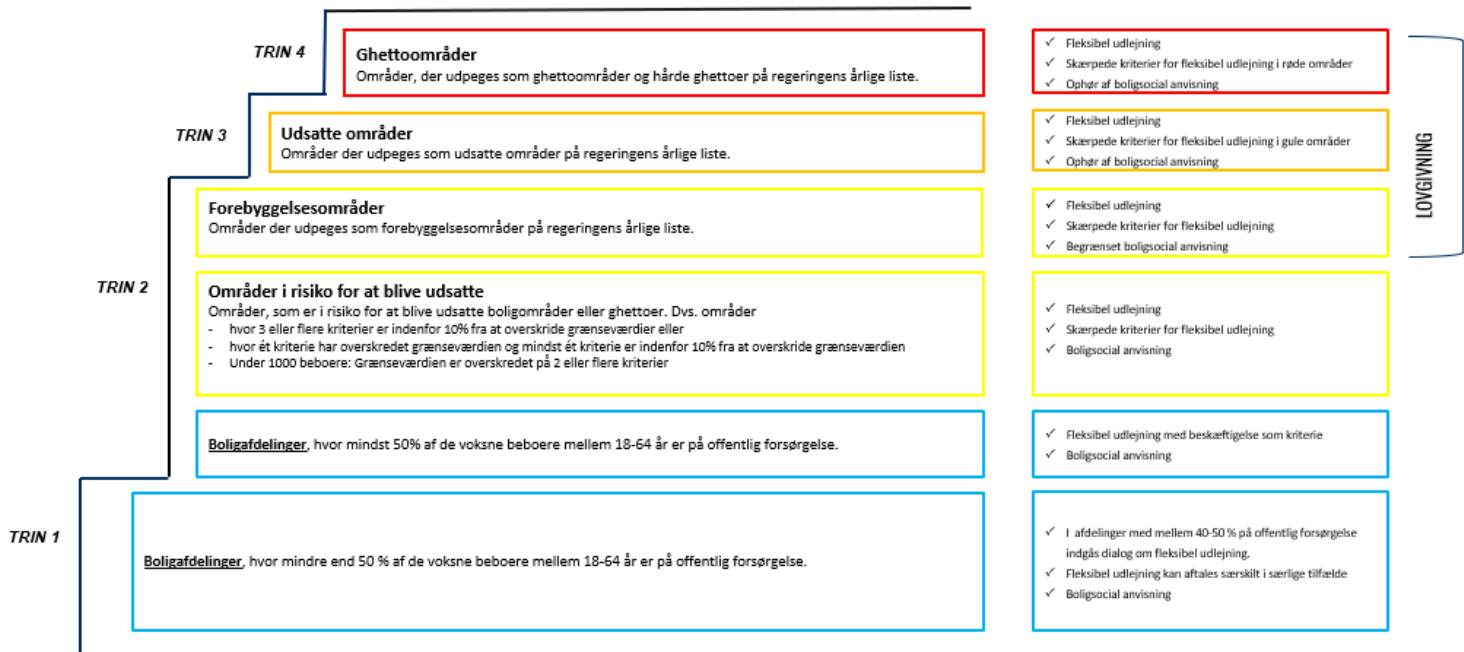 TRIN 4
Ghettoområder
Områder, der udpeges som ghettoområder og hårde ghettoer på regeringens årlige liste.
✓ Fleksibel udlejning
✓ Skærpede kriterier for fleksibel udlejning i røde områder
✓ Ophør af boligsocial anvisning
TRIN 3
Udsatte områder
Områder der udpeges som udsatte områder på regeringens årlige liste.
✓ Fleksibel udlejning
✓ Skærpede kriterier for fleksibel udlejning i gule områder
✓ Ophør af boligsocial anvisning
LOVGIVNING
TRIN 2
Forebyggelsesområder
Områder der udpeges som forebyggelsesområder på regeringens årlige liste.
✓ Fleksibel udlejning
✓ Skærpede kriterier for fleksibel udlejning
✓ Begrænset boligsocial anvisning
Områder i risiko for at blive udsatte
Områder, som er i risiko for at blive udsatte boligområder eller ghettoer. Dvs. områder
- hvor 3 eller flere kriterier er indenfor 10% fra at overskride grænseværdier eller
- hvor ét kriterie har overskredet grænseværdien og mindst ét kriterie er indenfor 10% fra at overskride grænseværdien
- Under 1000 beboere: Grænseværdien er overskredet på 2 eller flere kriterier
✓ Fleksibel udlejning
✓ Skærpede kriterier for fleksibel udlejning
✓ Boligsocial anvisning
Boligafdelinger, hvor mindst 50% af de voksne beboere mellem 18-64 år er på offentlig forsørgelse.
✓ Fleksibel udlejning med beskæftigelse som kriterie
✓ Boligsocial anvisning
TRIN 1
Boligafdelinger, hvor mindre end 50 % af de voksne beboere mellem 18-64 år er på offentlig forsørgelse.
✓ I afdelinger med mellem 40-50 % på offentlig forsørgelse
indgås dialog om fleksibel udlejning.
✓ Fleksibel udlejning kan aftales særskilt i særlige tilfælde
✓ Boligsocial anvisning